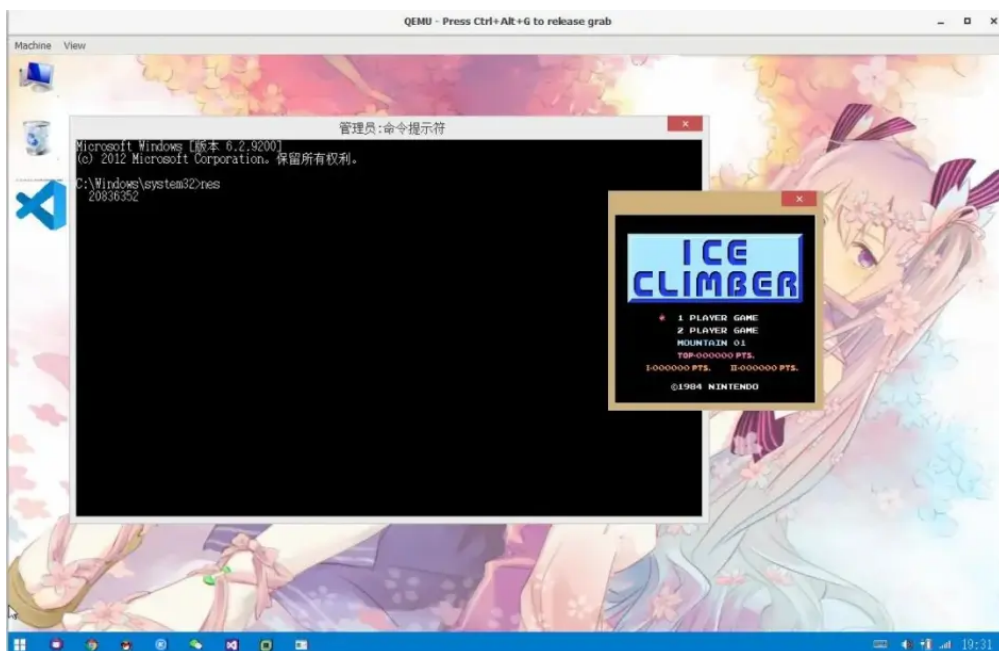 QEMU - Press Ctrl+Alt+G to release grab
Machine View
管理员:命令提示符
Microsoft Windows [版本 6.2.9200]
(c) 2012 Microsoft Corporation。保留所有权利。
C:\Windows\system32>nes
20836352
ICE
CLIMBER
1 PLAYER GAME
2 PLAYER GAME
MOUNTAIN 01
TOP-000000 PTS.
I-000000 PTS. II-000000 PTS.
©1984 NINTENDO
19:31